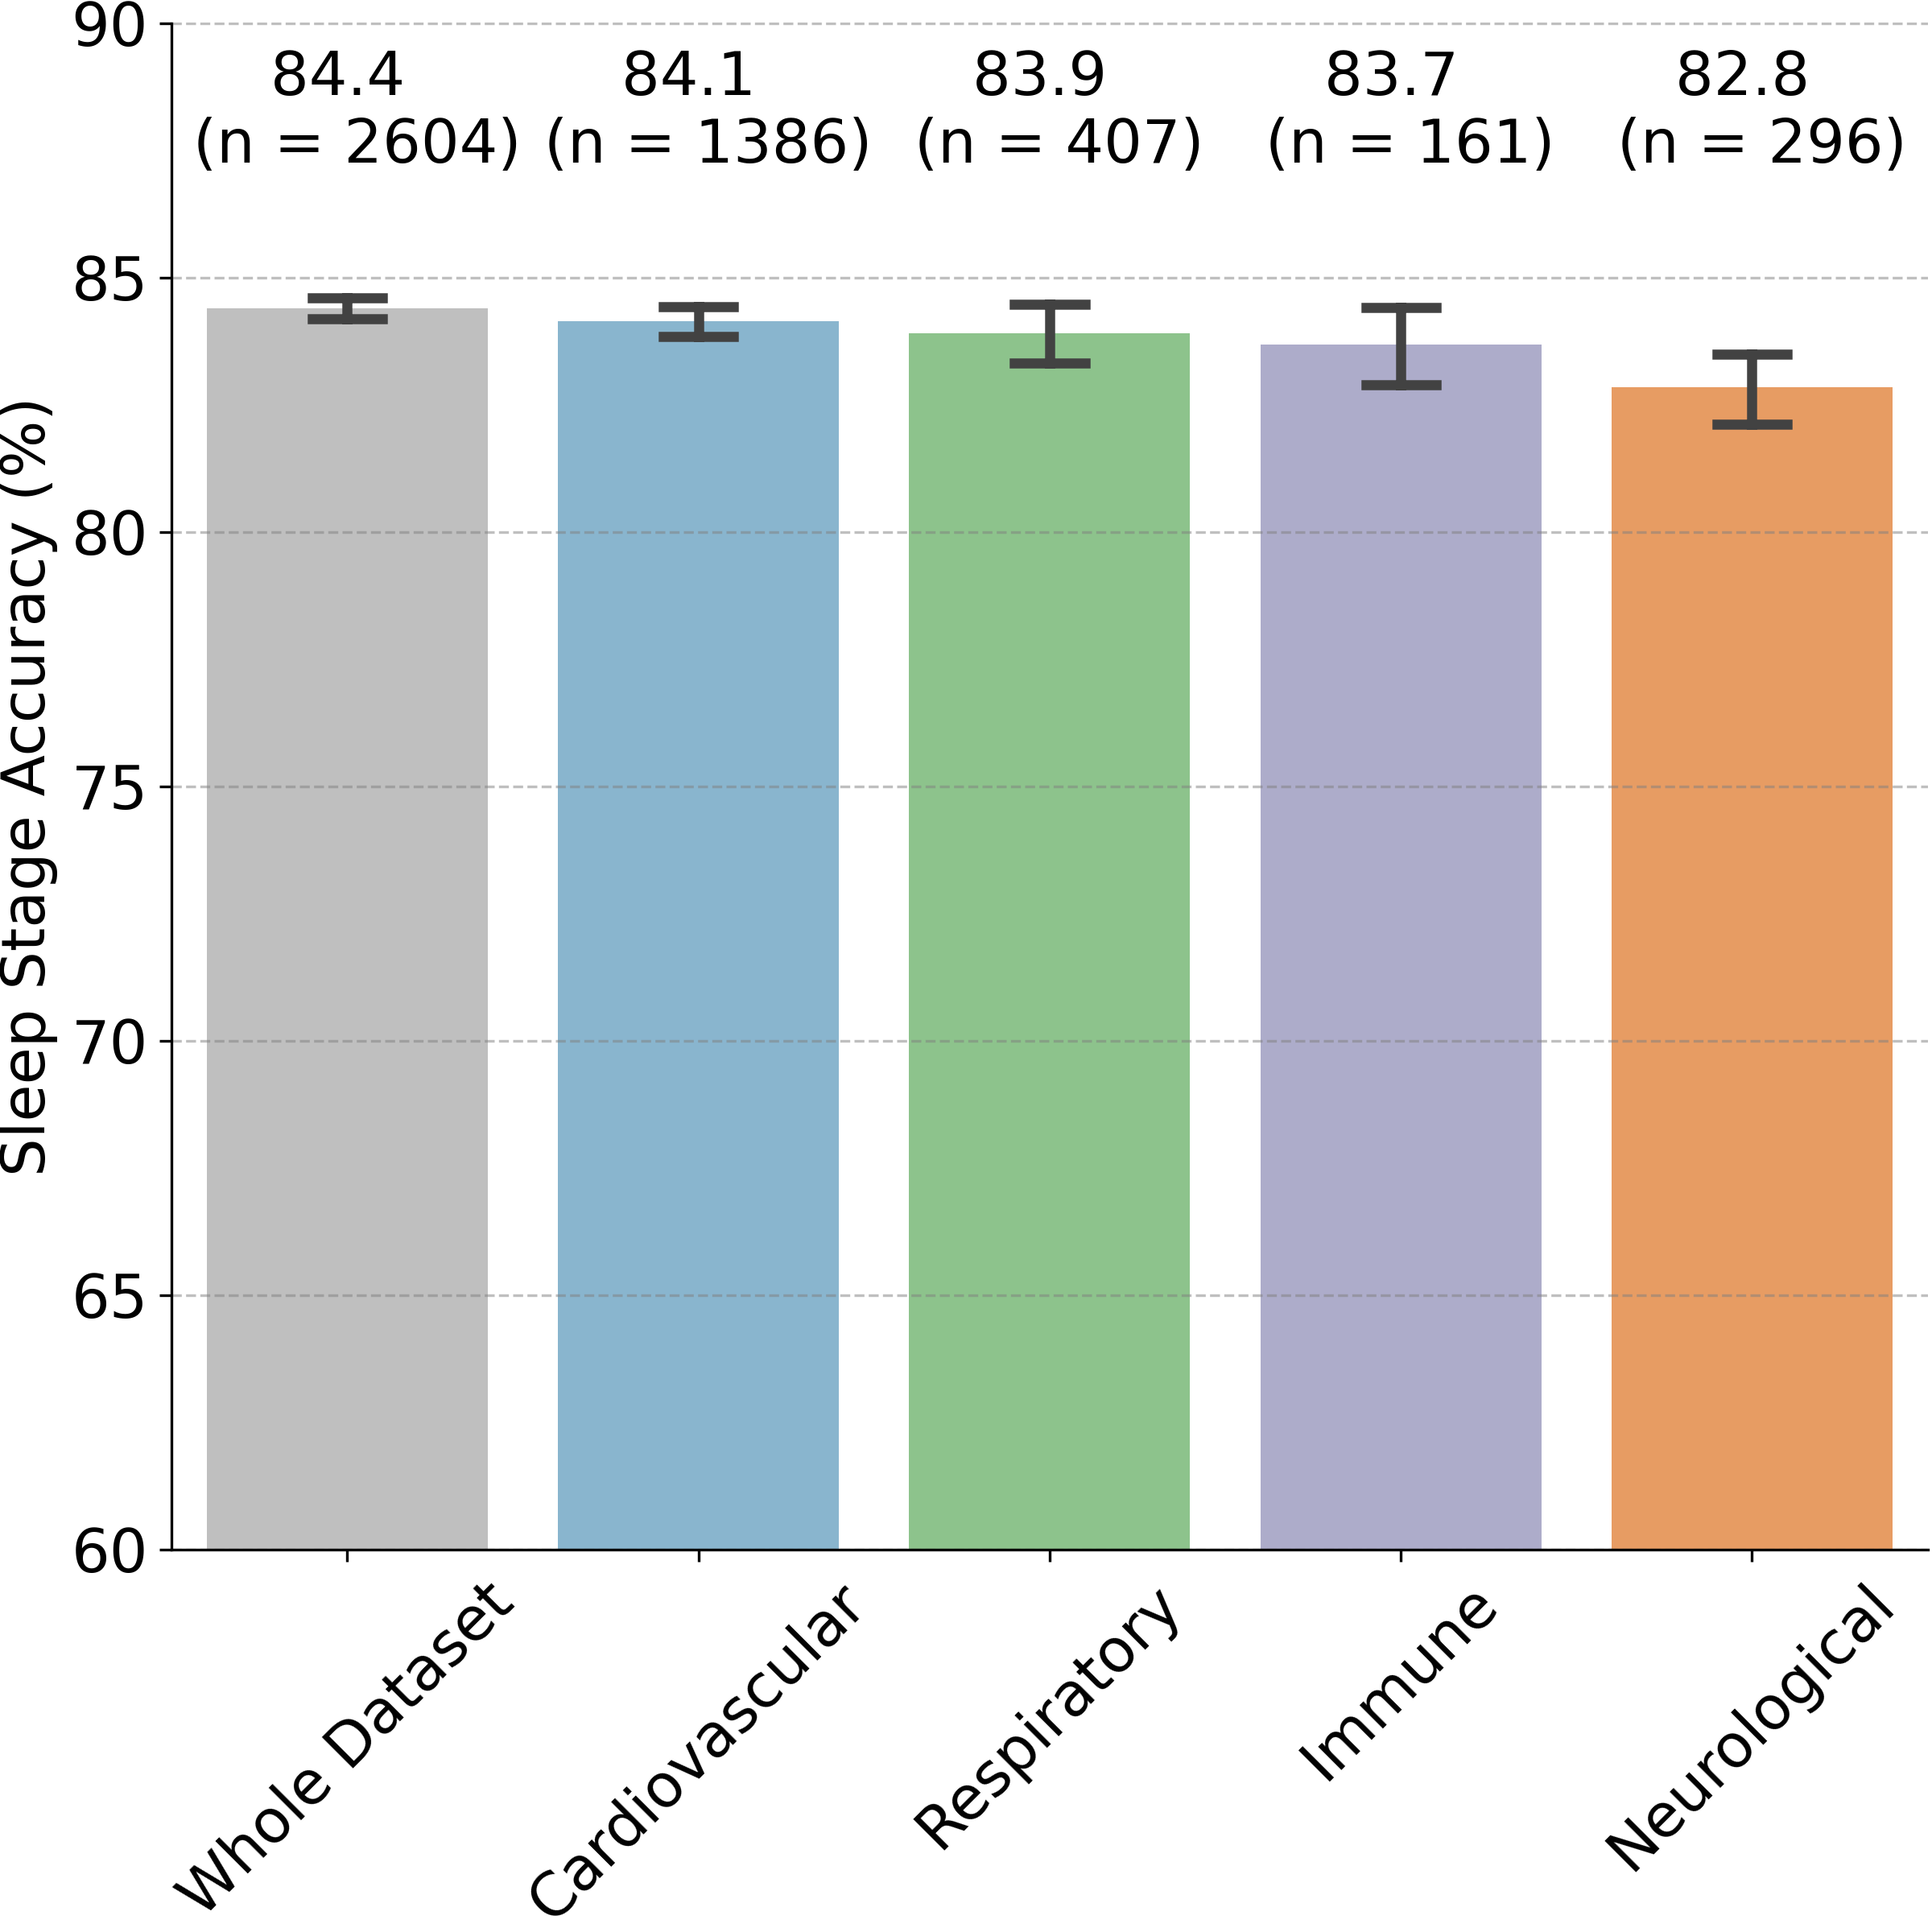 84.4
(n = 2604)
84.1
(n = 1386)
83.9
(n = 407)
83.7
(n = 161)
82.8
(n = 296)
Sleep Stage Accuracy (%)
90
85
80
75
70
65
60
Whole Dataset
Cardiovascular
Respiratory
Immune
Neurological